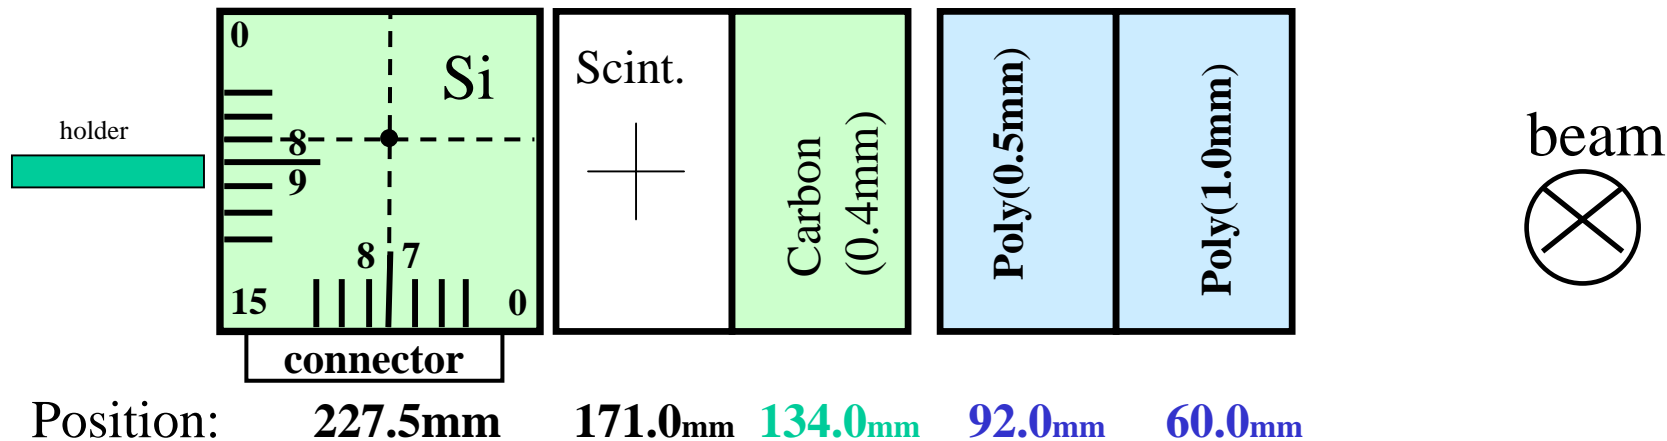 0
Si
Scint.
holder
8
9
8 7
15
0
connector
Carbon
(0.4mm)
Poly(0.5mm)
Poly(1.0mm)
beam
Position: 227.5mm 171.0mm 134.0mm 92.0mm 60.0mm